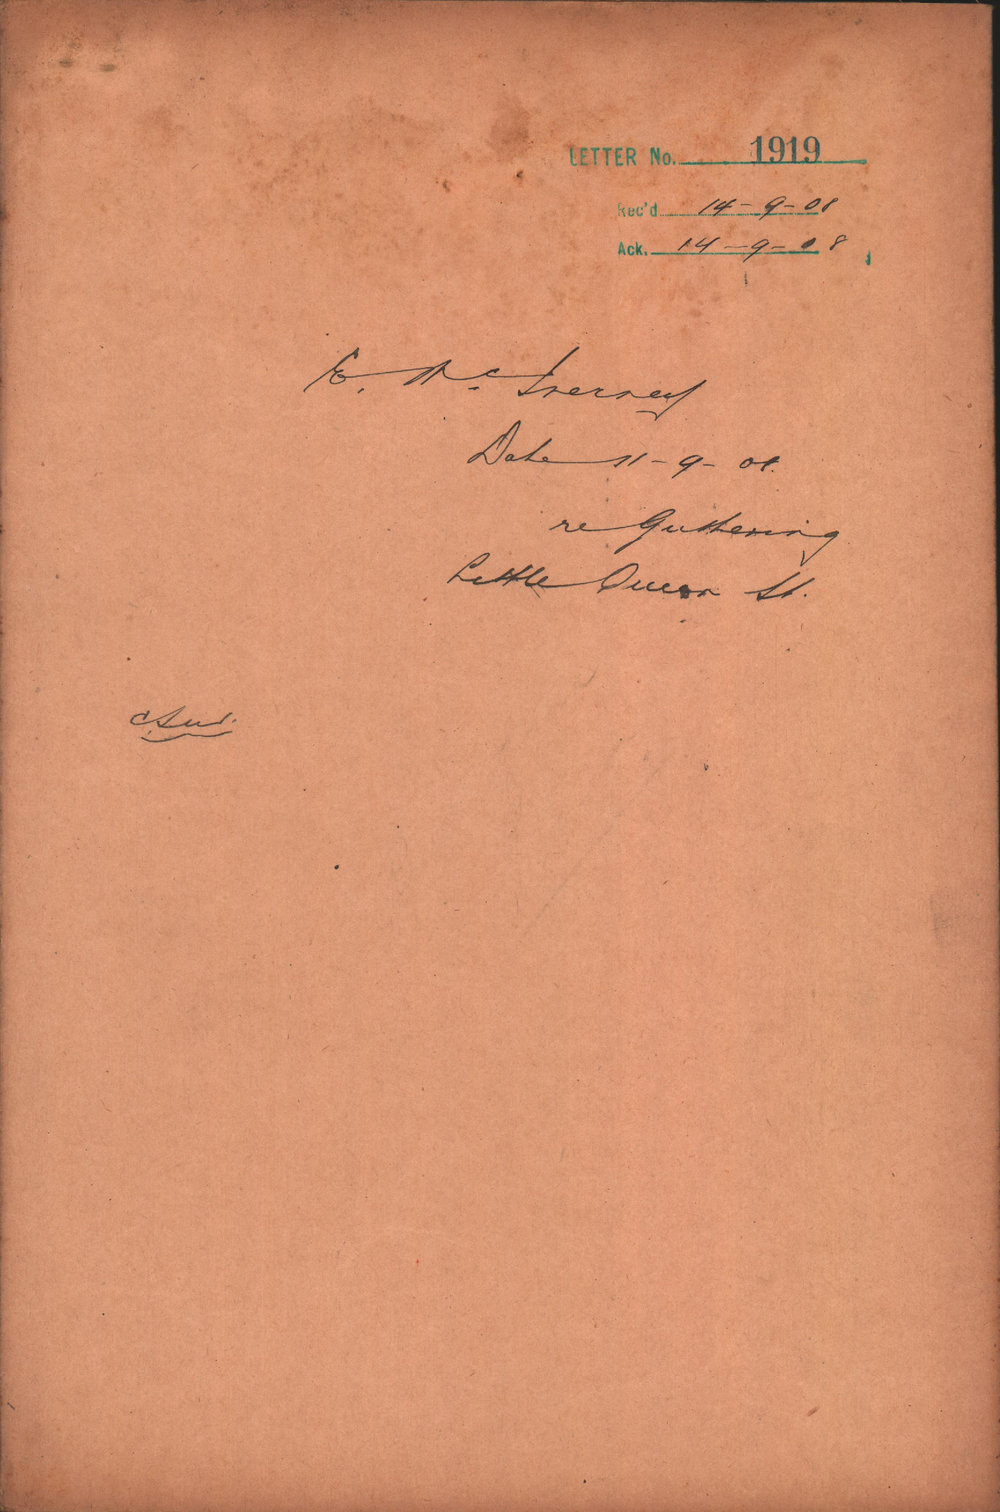 LETTER No. 1919
Rec'd 14-9-08
Ack. 14-9-08
E. McInerney
Date 11-9-08.
re Guttering
Little Queen St.